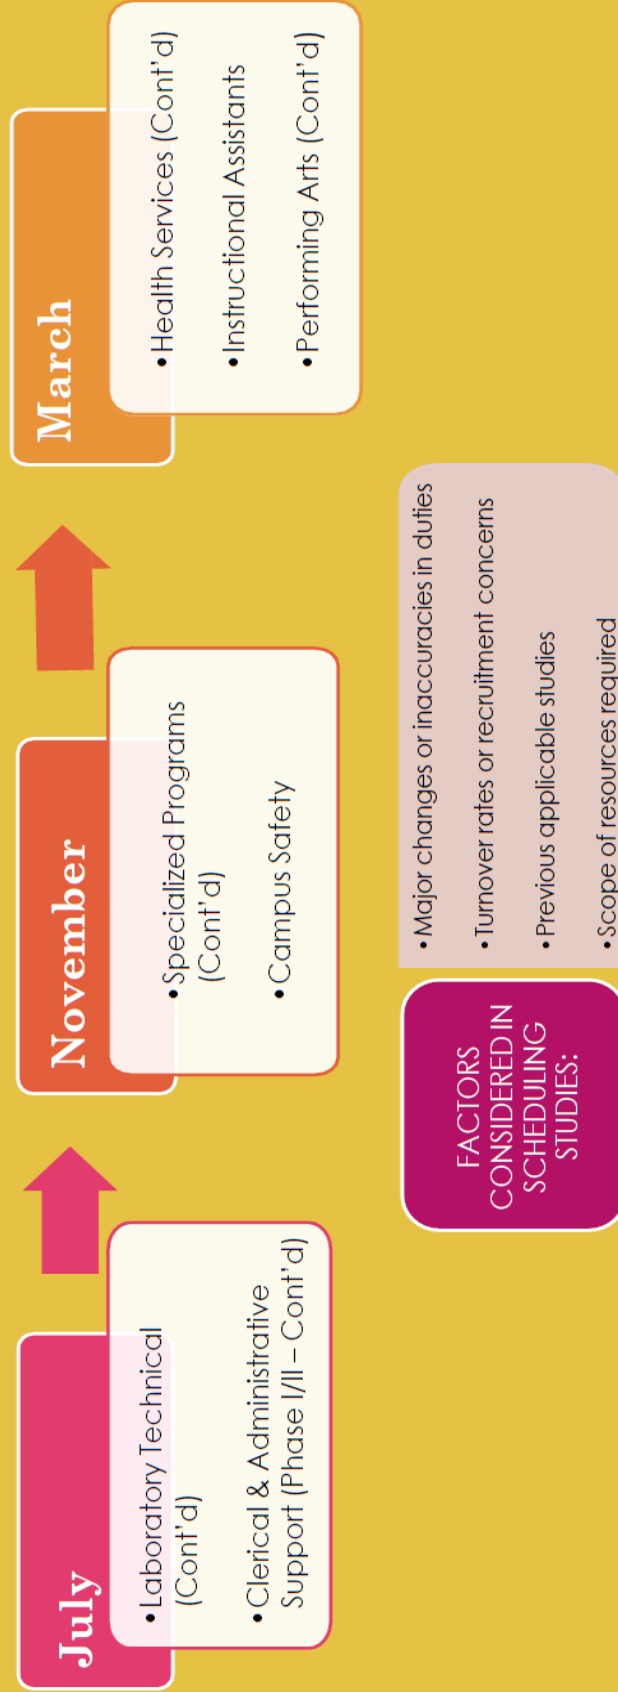 July
•Laboratory Technical
(Cont'd)
•Clerical & Administrative
Support (Phase I/II – Cont'd)
November
•Specialized Programs
(Cont'd)
•Campus Safety
March
•Health Services (Cont'd)
•Instructional Assistants
•Performing Arts (Cont'd)
FACTORS
CONSIDERED IN
SCHEDULING
STUDIES:
•Major changes or inaccuracies in duties
•Turnover rates or recruitment concerns
•Previous applicable studies
•Scope of resources required